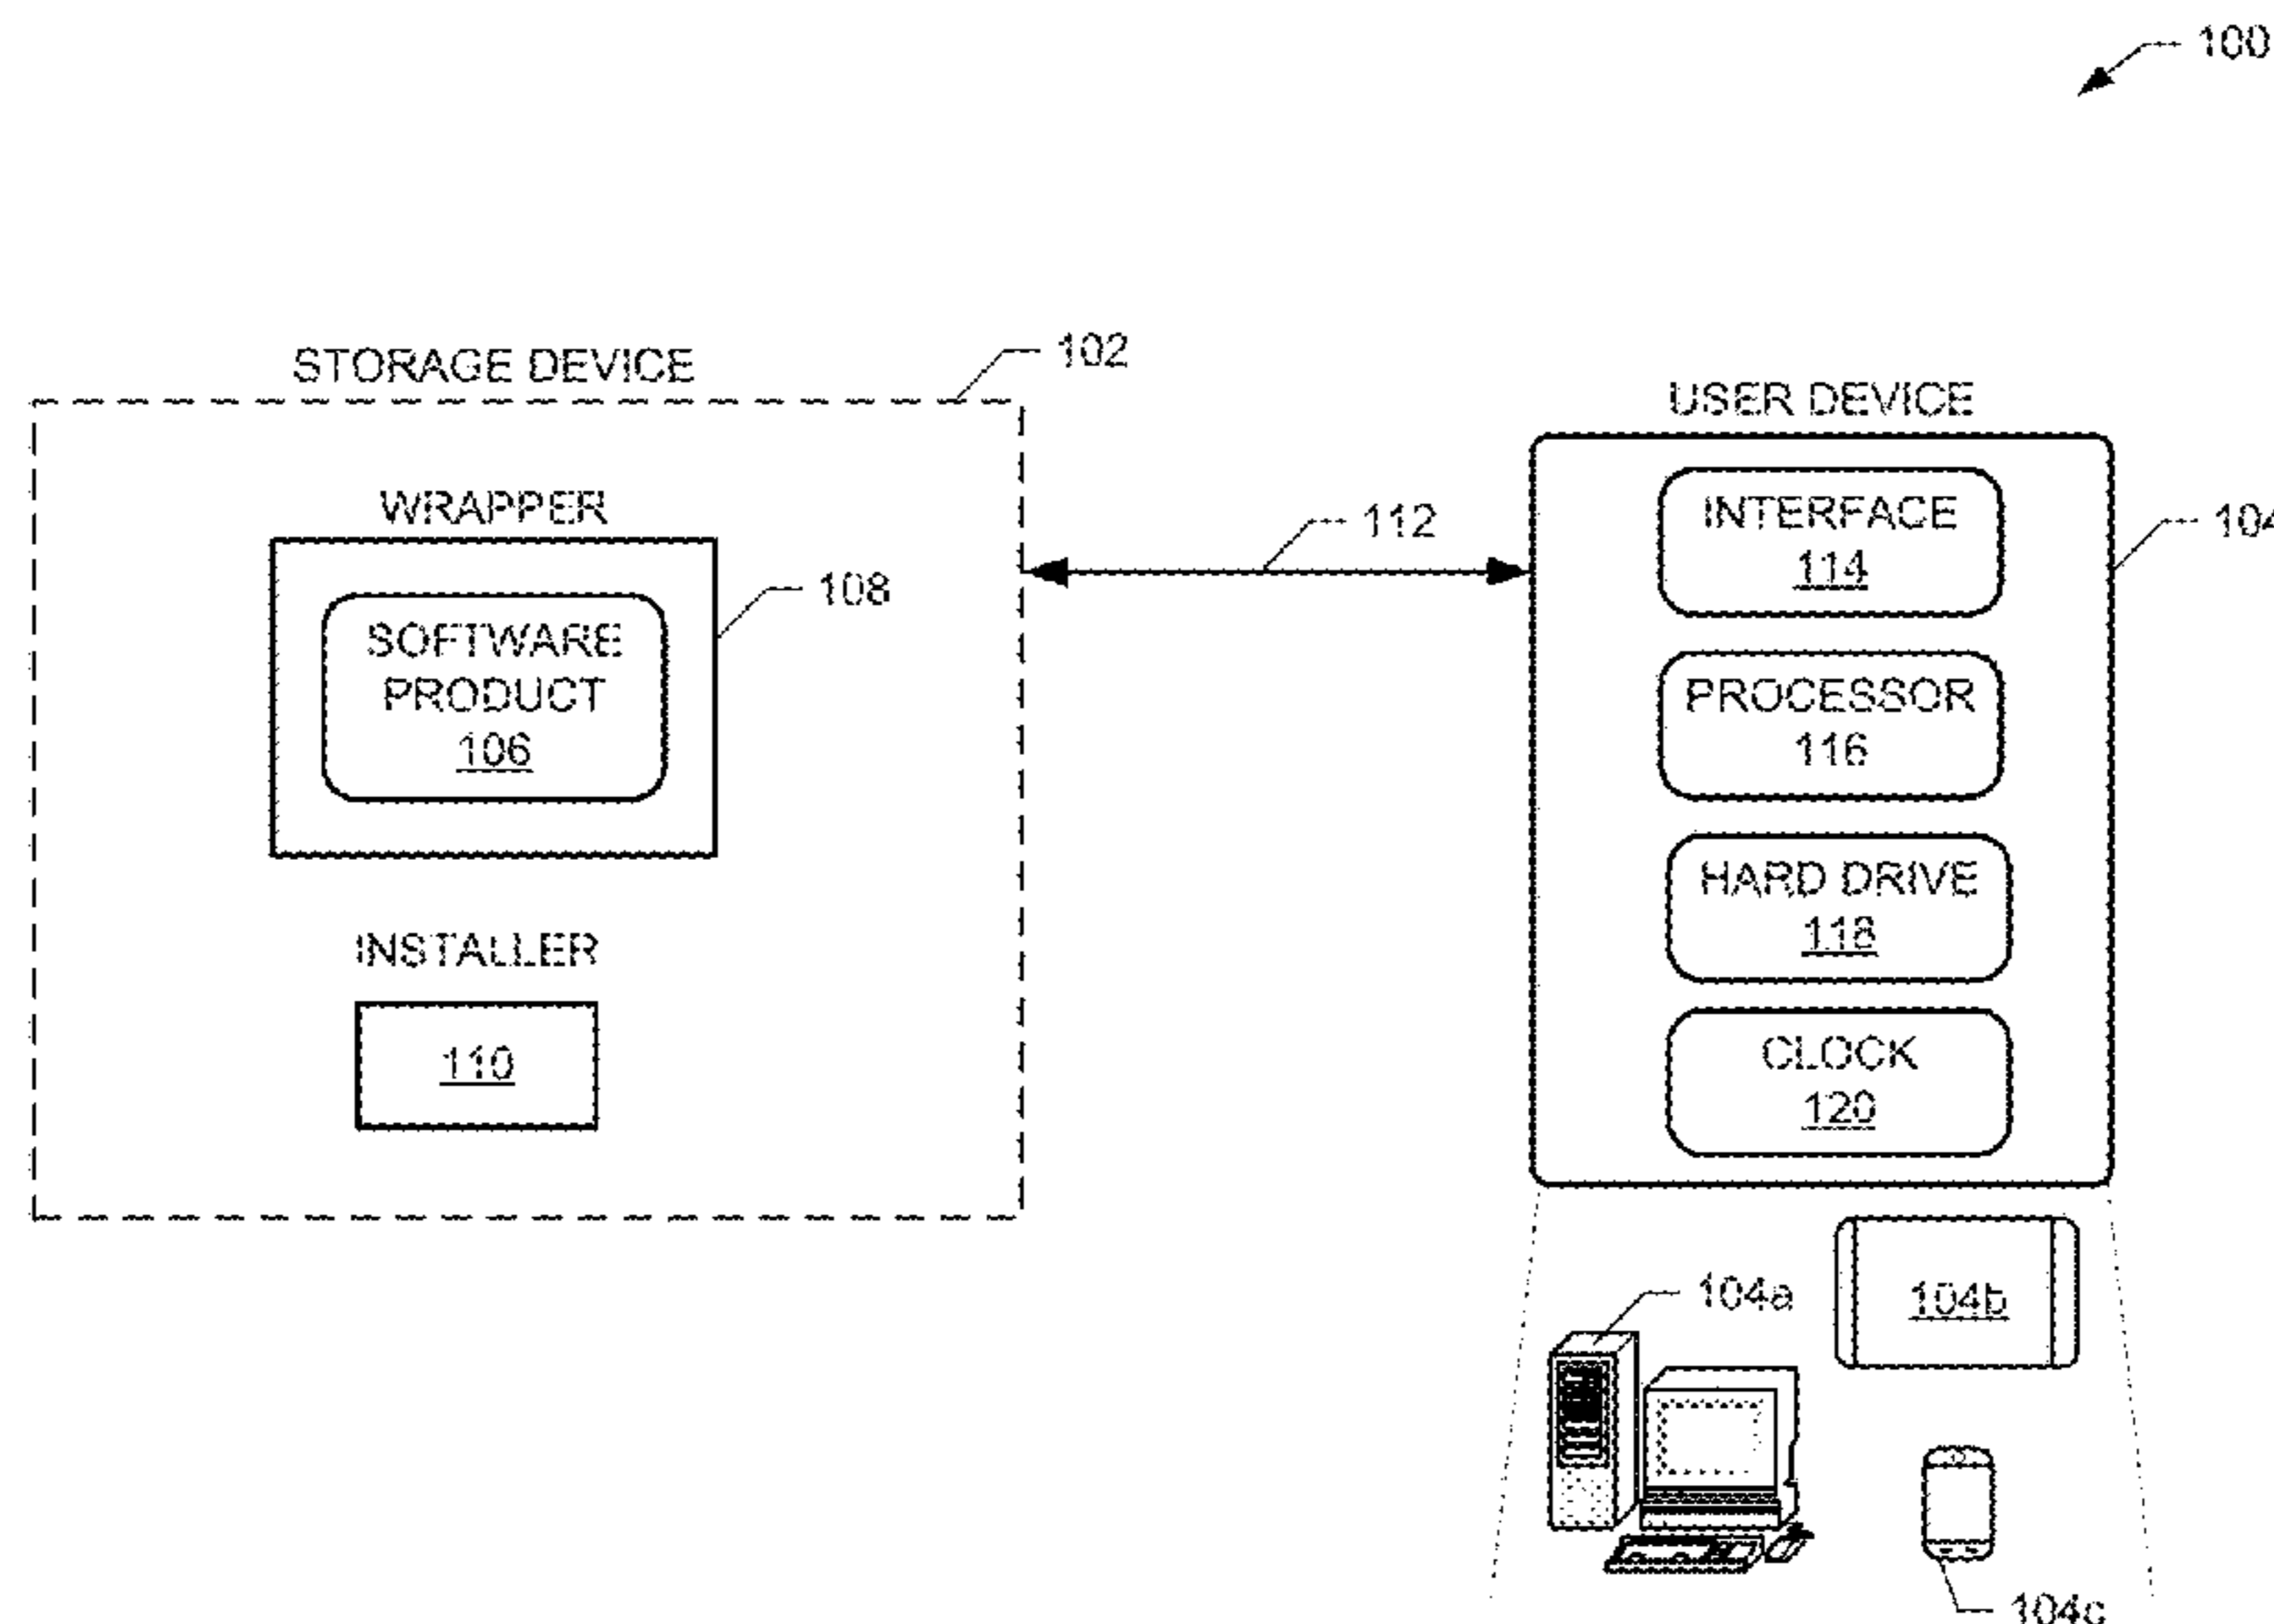 100
STORAGE DEVICE
102
USER DEVICE
WRAPPER
108
SOFTWARE
PRODUCT
106
INSTALLER
110
112
INTERFACE
114
104
PROCESSOR
116
HARD DRIVE
118
CLOCK
120
104a
104b
104c